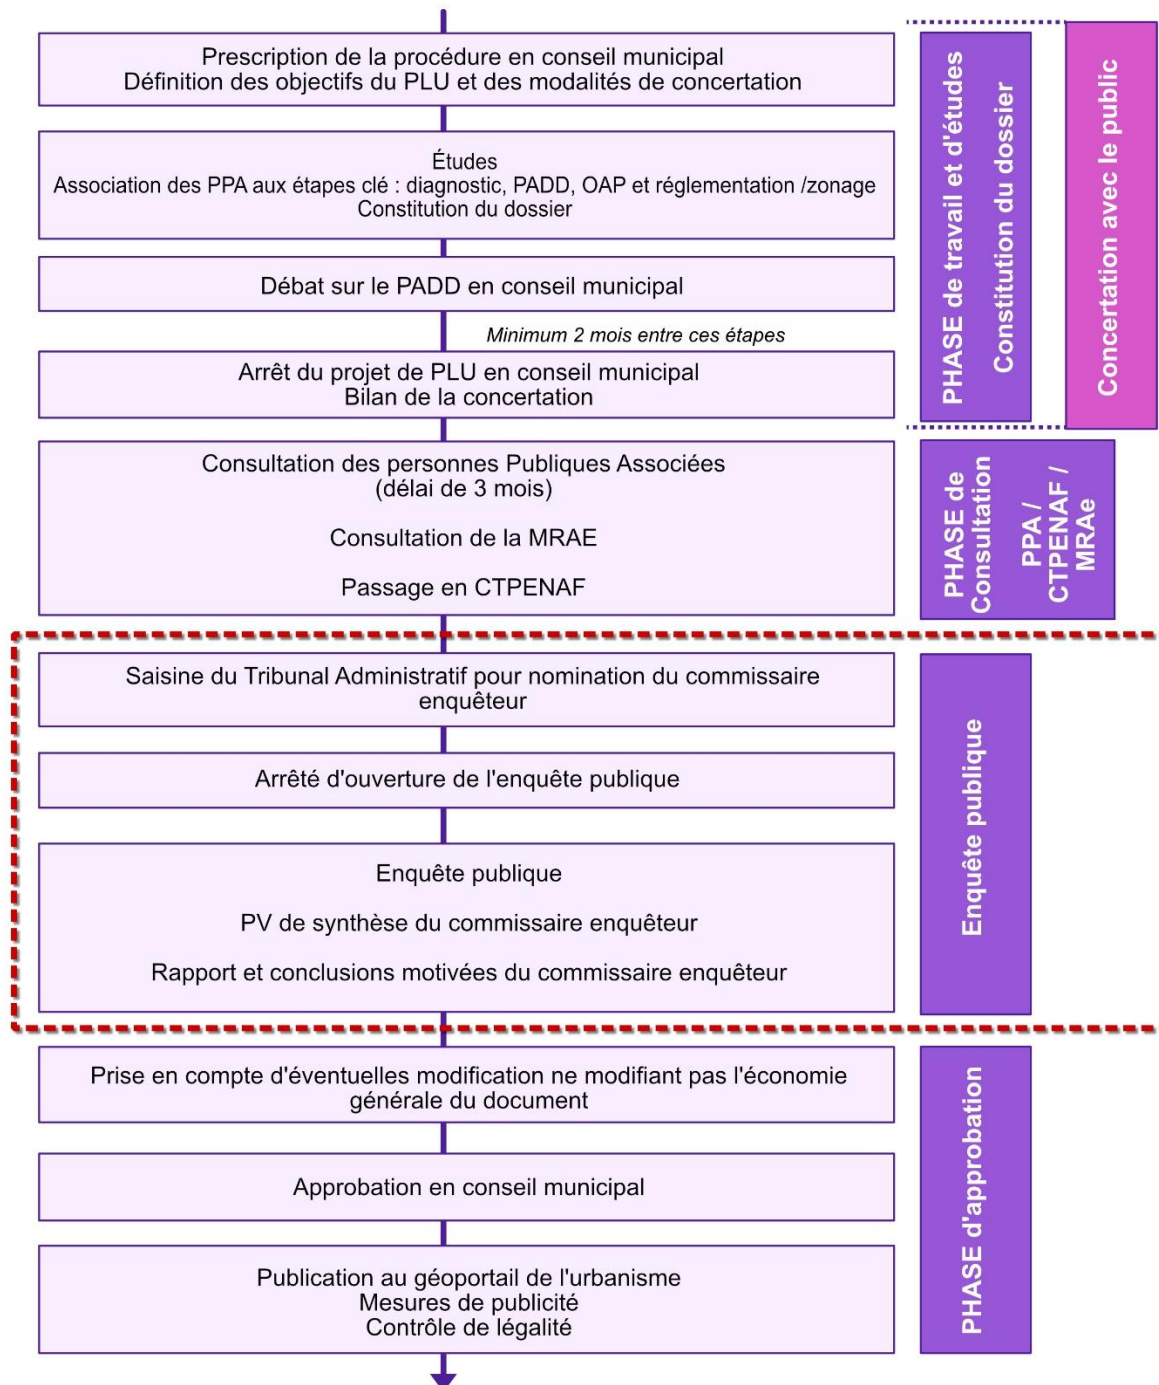 Prescription de la procédure en conseil municipal
Définition des objectifs du PLU et des modalités de concertation
Études
Association des PPA aux étapes clé : diagnostic, PADD, OAP et réglementation /zonage
Constitution du dossier
Débat sur le PADD en conseil municipal
Minimum 2 mois entre ces étapes
Arrêt du projet de PLU en conseil municipal
Bilan de la concertation
PHASE de travail et d'études
Constitution du dossier
Concertation avec le public
Consultation des personnes Publiques Associées
(délai de 3 mois)
Consultation de la MRAE
Passage en CTPENAF
PHASE de
Consultation
PPA /
CTPENAF /
MRAe
Saisine du Tribunal Administratif pour nomination du commissaire
enquêteur
Arrêté d'ouverture de l'enquête publique
Enquête publique
PV de synthèse du commissaire enquêteur
Rapport et conclusions motivées du commissaire enquêteur
Enquête publique
Prise en compte d'éventuelles modification ne modifiant pas l'économie
générale du document
Approbation en conseil municipal
Publication au géoportail de l'urbanisme
Mesures de publicité
Contrôle de légalité
PHASE d'approbation